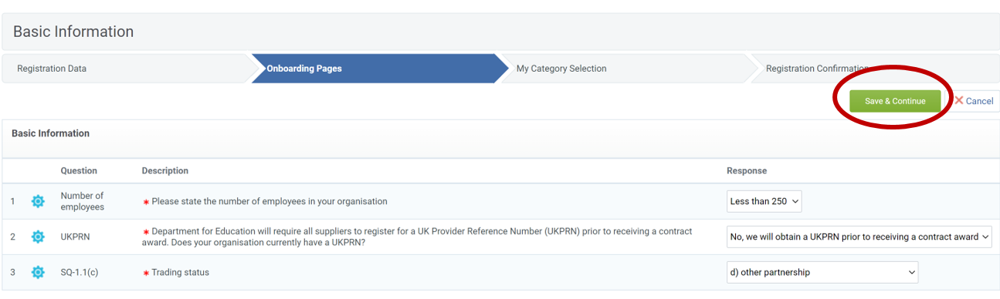 Basic Information
Registration Data
Onboarding Pages
My Category Selection
Registration Confirmation
Save & Continue
Cancel
Basic Information
Question Description Response
1 Number of
employees
* Please state the number of employees in your organisation
Less than 250
2 UKPRN
* Department for Education will require all suppliers to register for a UK Provider Reference Number (UKPRN) prior to receiving a contract
award. Does your organisation currently have a UKPRN?
No, we will obtain a UKPRN prior to receiving a contract award
3 SQ-1.1(c)
* Trading status
d) other partnership